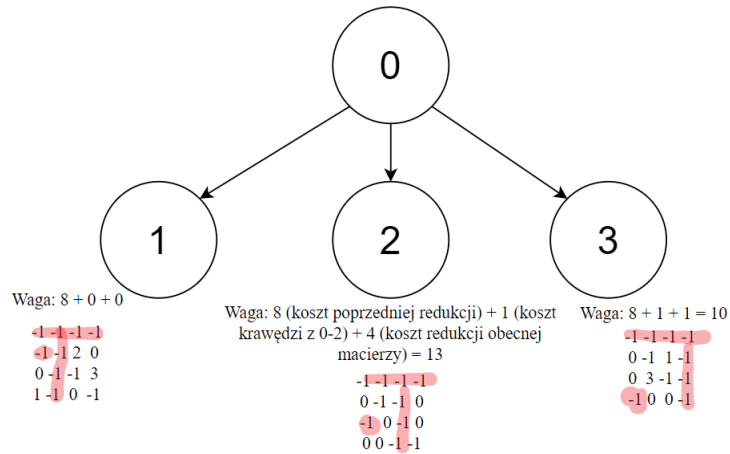 0
1
2
3
Waga: 8 + 0 + 0
-1 -1 -1 -1
-1 -1 2 0
0 -1 -1 3
1 -1 0 -1
Waga: 8 (koszt poprzedniej redukcji) + 1 (koszt
krawędzi z 0-2) + 4 (koszt redukcji obecnej
macierzy) = 13
-1 -1 -1 -1
0 -1 -1 0
-1 0 -1 0
0 0 -1 -1
Waga: 8 + 1 + 1 = 10
-1 -1 -1 -1
0 -1 1 -1
0 3 -1 -1
-1 0 0 -1